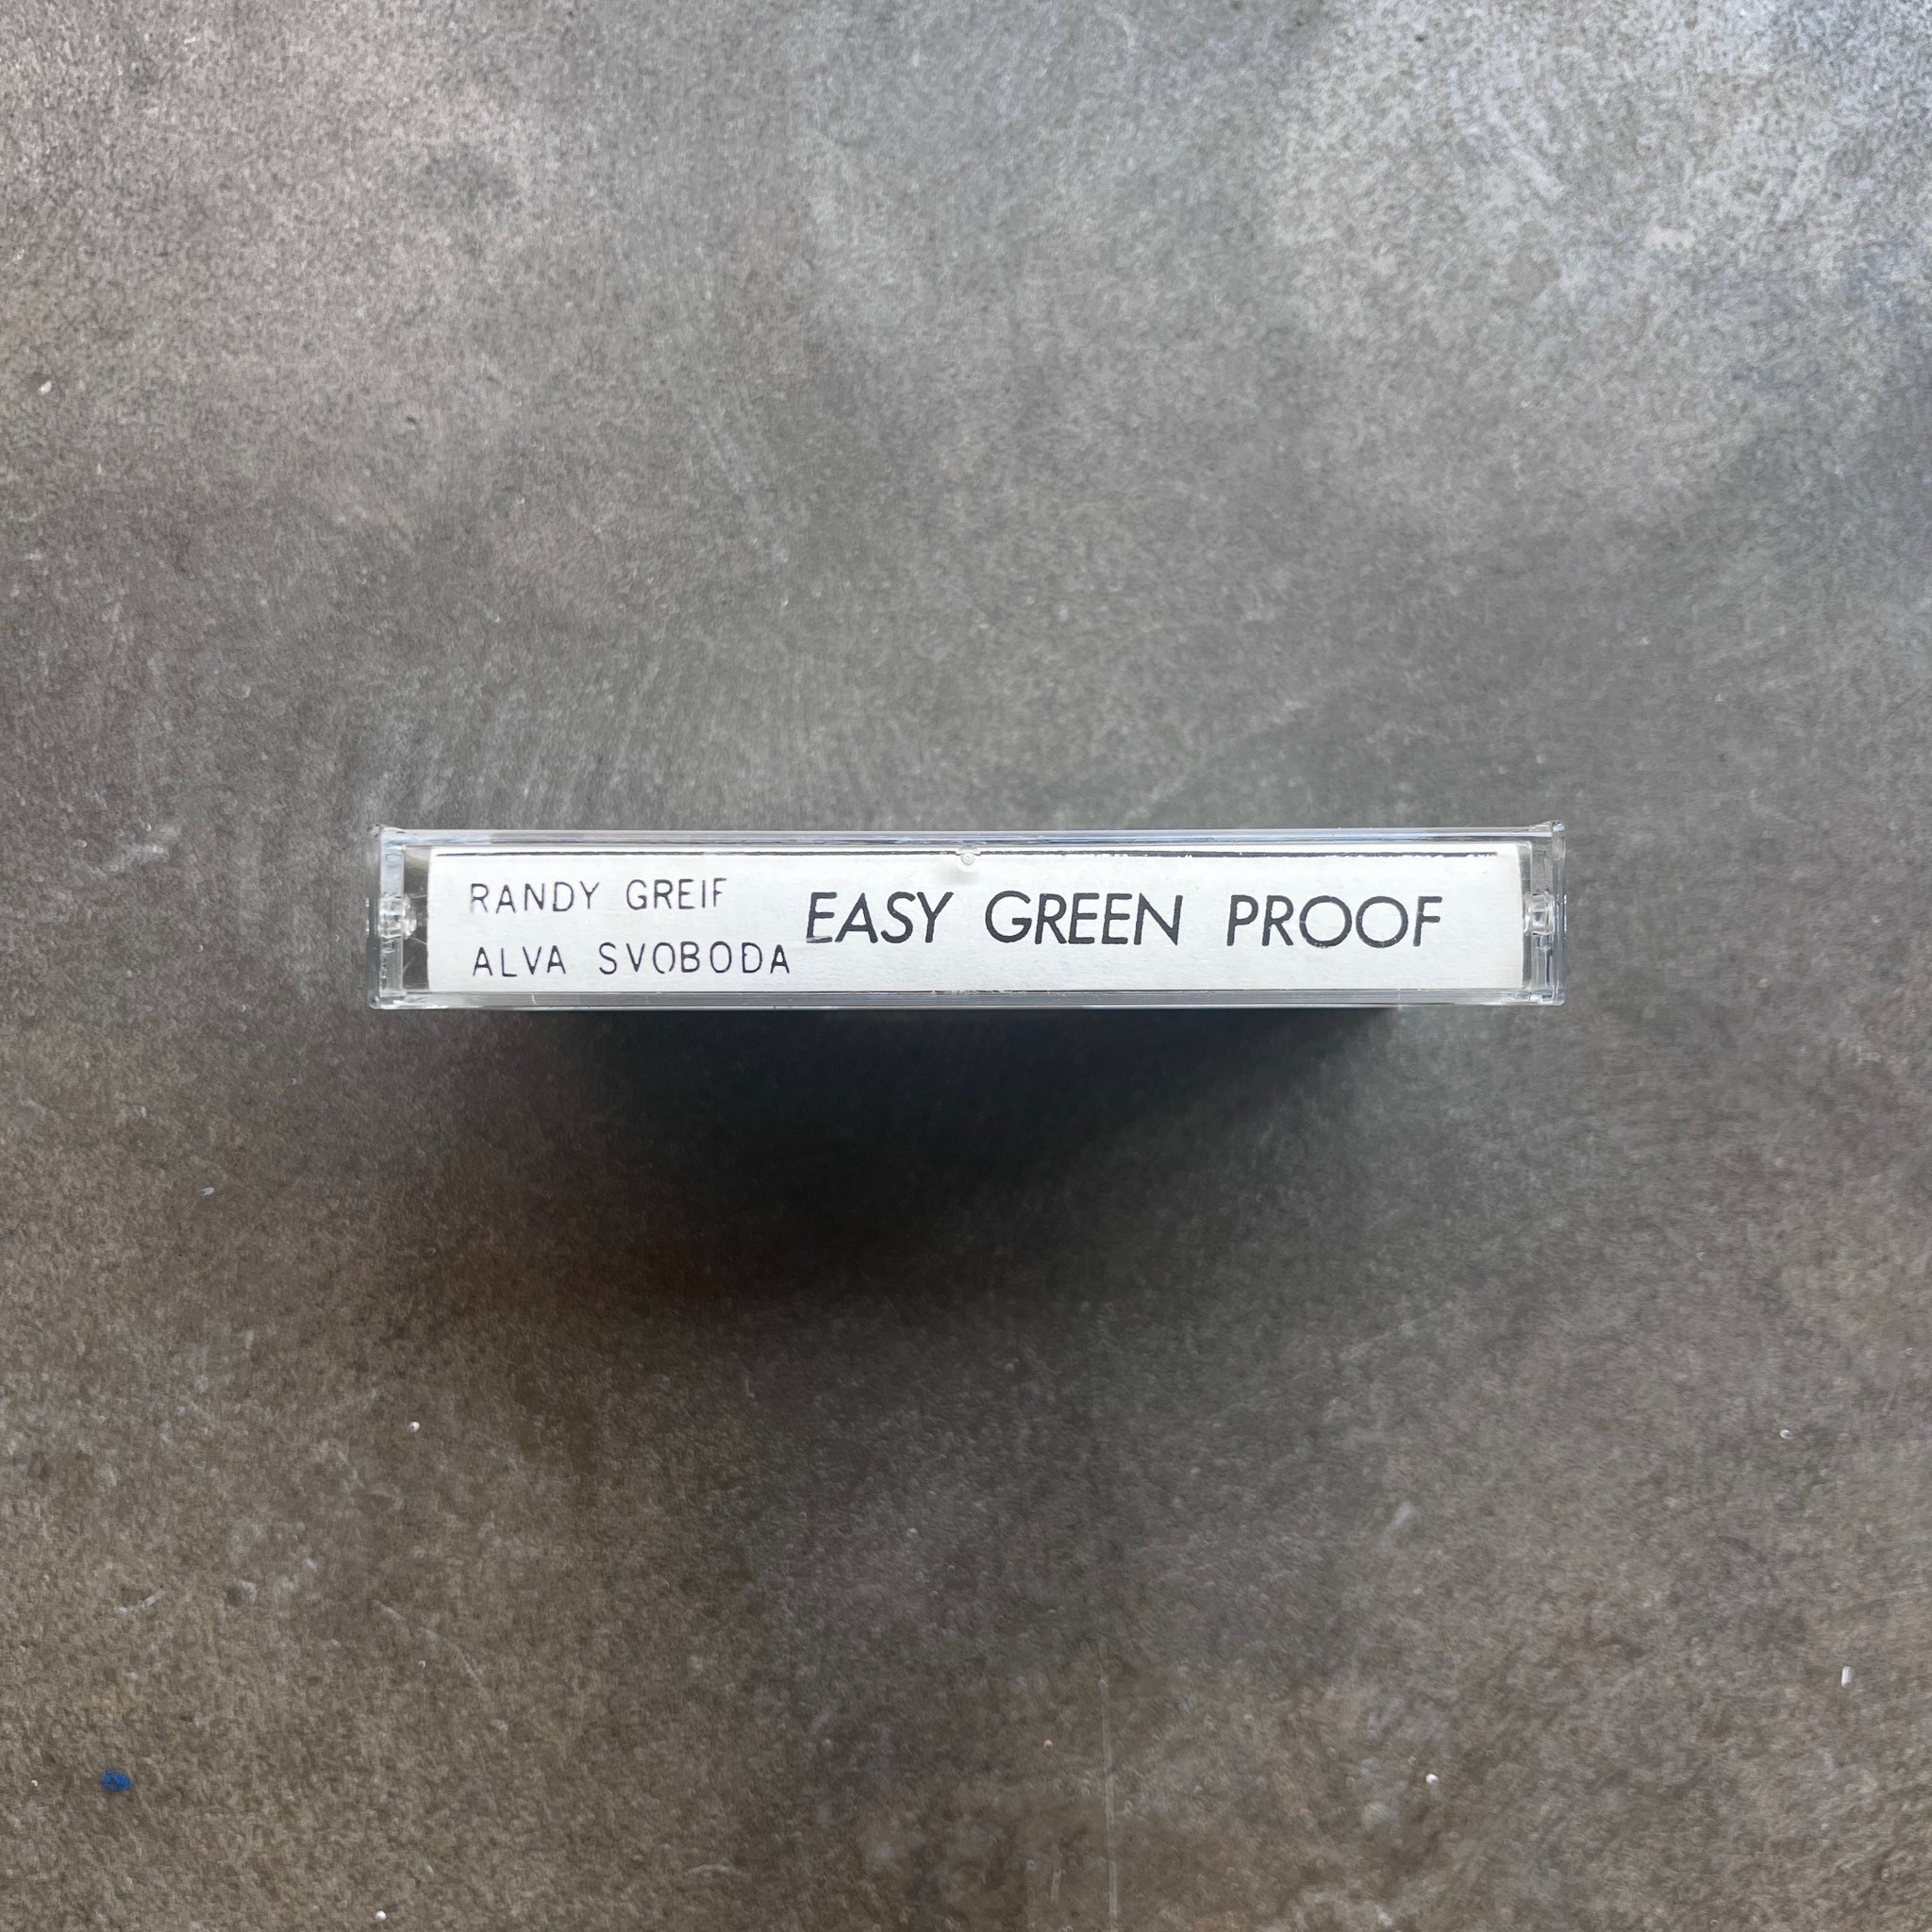 RANDY GREIF
ALVA SVOBODA
EASY GREEN PROOF